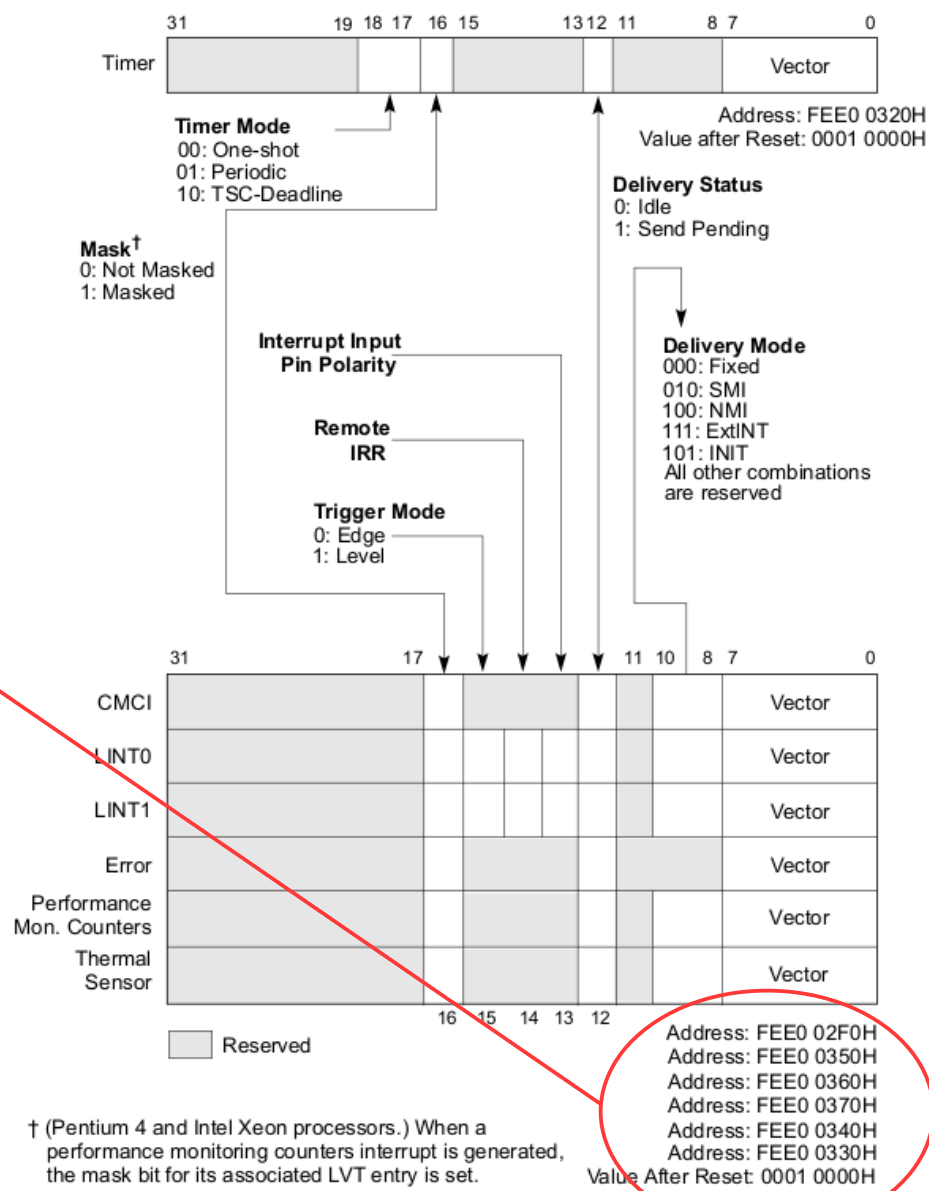 31 19 18 17 16 15 13 12 11 8 7 0
Timer Vector
Address: FEE0 0320H
Value after Reset: 0001 0000H
Timer Mode
00: One-shot
01: Periodic
10: TSC-Deadline
Delivery Status
0: Idle
1: Send Pending
Mask†
0: Not Masked
1: Masked
Interrupt Input
Pin Polarity
Delivery Mode
000: Fixed
010: SMI
100: NMI
111: ExtINT
101: INIT
All other combinations
are reserved
Remote
IRR
Trigger Mode
0: Edge
1: Level
31 17 11 10 8 7 0
CMCI Vector
LINT0 Vector
LINT1 Vector
Error Vector
Performance
Mon. Counters Vector
Thermal
Sensor Vector
16 15 14 13 12
Reserved
Address: FEE0 02F0H
Address: FEE0 0350H
Address: FEE0 0360H
Address: FEE0 0370H
Address: FEE0 0340H
Address: FEE0 0330H
Value After Reset: 0001 0000H
† (Pentium 4 and Intel Xeon processors.) When a
performance monitoring counters interrupt is generated,
the mask bit for its associated LVT entry is set.